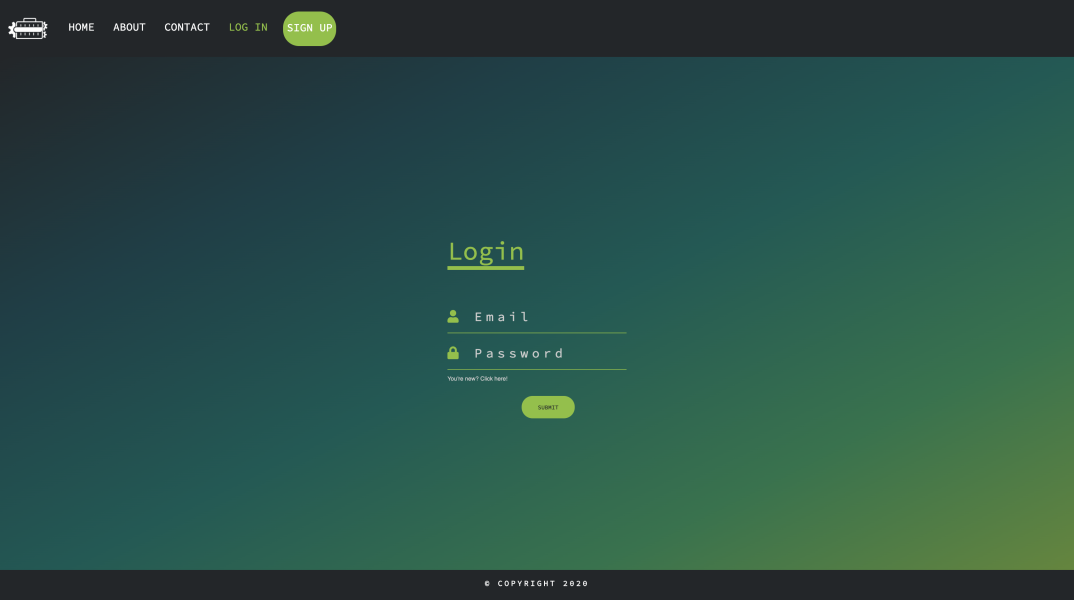 HOME ABOUT CONTACT LOG IN SIGN UP
Login
Email
Password
You're new? Click here!
SUBMIT
© COPYRIGHT 2020